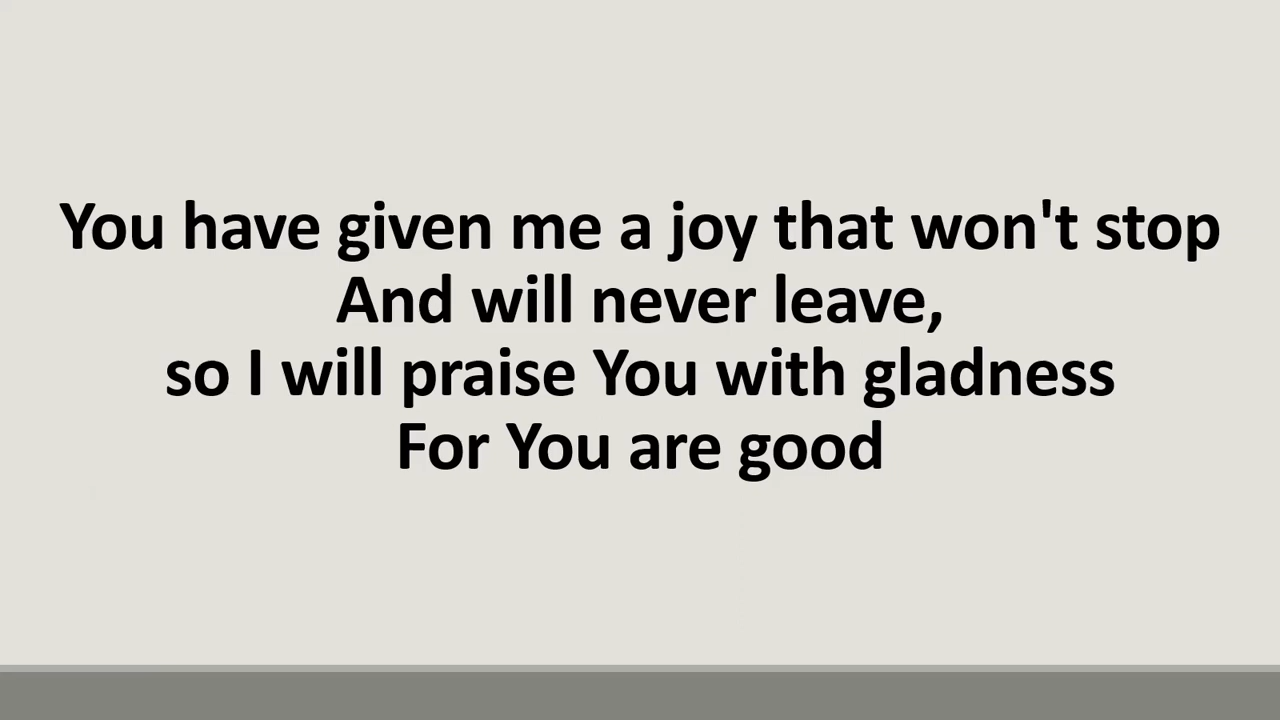 You have given me a joy that won't stop
And will never leave,
so I will praise You with gladness
For You are good